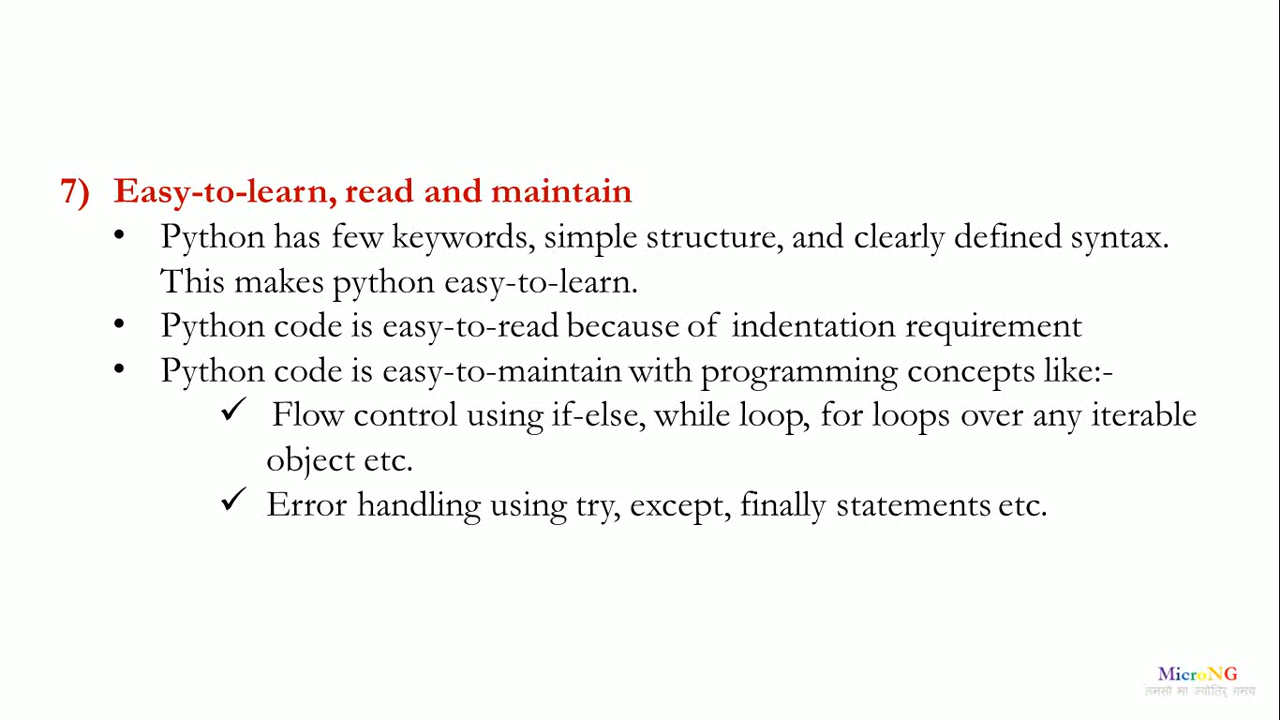 7) Easy-to-learn, read and maintain
• Python has few keywords, simple structure, and clearly defined syntax.
This makes python easy-to-learn.
• Python code is easy-to-read because of indentation requirement
• Python code is easy-to-maintain with programming concepts like:-
✓ Flow control using if-else, while loop, for loops over any iterable
object etc.
✓ Error handling using try, except, finally statements etc.
MicroNG
तमसो मा ज्योतिर् गमय